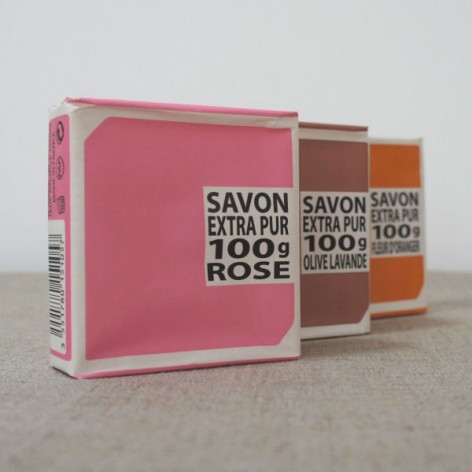 SAVON
EXTRA PUR
100g
ROSE
SAVON
EXTRA PUR
100g
OLIVE LAVANDE
SAVON
EXTRA PUR
100g
FLEUR D'ORANGER